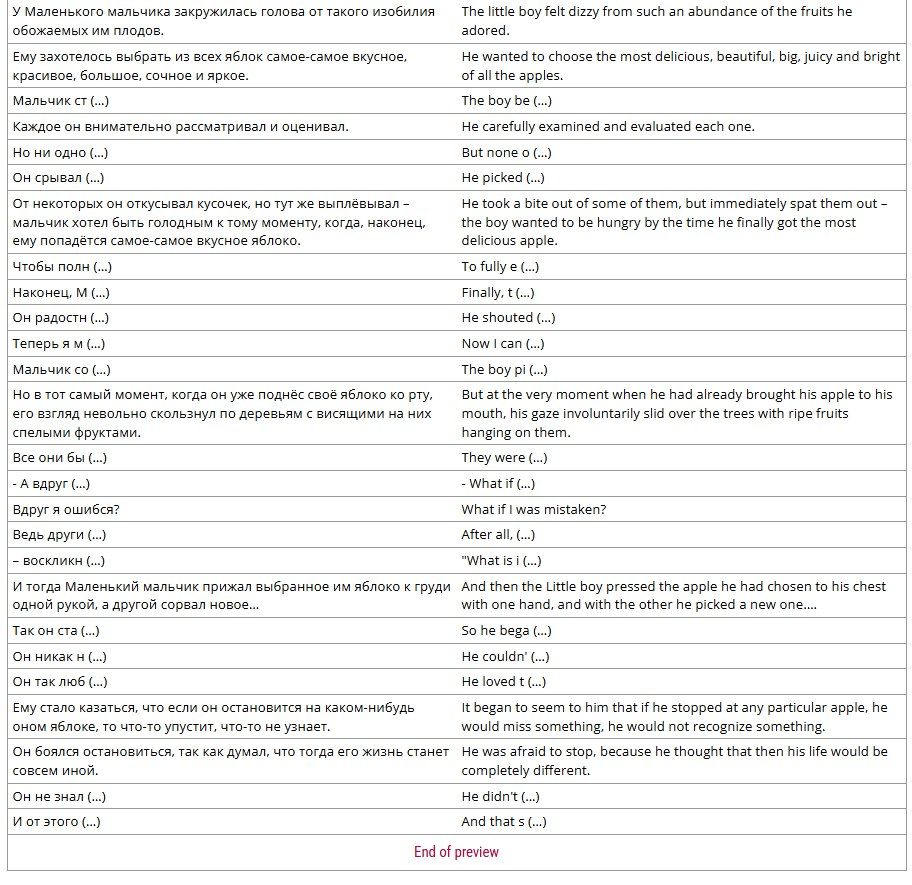 У Маленького мальчика закружилась голова от такого изобилия
обожаемых им плодов.
The little boy felt dizzy from such an abundance of the fruits he
adored.
Ему захотелось выбрать из всех яблок самое-самое вкусное,
красивое, большое, сочное и яркое.
He wanted to choose the most delicious, beautiful, big, juicy and bright
of all the apples.
Мальчик ст (...)
The boy be (...)
Каждое он внимательно рассматривал и оценивал.
He carefully examined and evaluated each one.
Но ни одно (...)
But none o (...)
Он срывал (...)
He picked (...)
От некоторых он откусывал кусочек, но тут же выплёвывал –
мальчик хотел быть голодным к тому моменту, когда, наконец,
ему попадётся самое-самое вкусное яблоко.
He took a bite out of some of them, but immediately spat them out –
the boy wanted to be hungry by the time he finally got the most
delicious apple.
Чтобы полн (...)
To fully e (...)
Наконец, М (...)
Finally, t (...)
Он радостн (...)
He shouted (...)
Теперь я м (...)
Now I can (...)
Мальчик со (...)
The boy pi (...)
Но в тот самый момент, когда он уже поднёс своё яблоко ко рту,
его взгляд невольно скользнул по деревьям с висящими на них
спелыми фруктами.
But at the very moment when he had already brought his apple to his
mouth, his gaze involuntarily slid over the trees with ripe fruits
hanging on them.
Все они бы (...)
They were (...)
- А вдруг (...)
- What if (...)
Вдруг я ошибся?
What if I was mistaken?
Ведь други (...)
After all, (...)
– воскликн (...)
"What is i (...)
И тогда Маленький мальчик прижал выбранное им яблоко к груди
одной рукой, а другой сорвал новое...
And then the Little boy pressed the apple he had chosen to his chest
with one hand, and with the other he picked a new one....
Так он ста (...)
So he bega (...)
Он никак н (...)
He couldn' (...)
Он так люб (...)
He loved t (...)
Ему стало казаться, что если он остановится на каком-нибудь
оном яблоке, то что-то упустит, что-то не узнает.
It began to seem to him that if he stopped at any particular apple, he
would miss something, he would not recognize something.
Он боялся остановиться, так как думал, что тогда его жизнь станет
совсем иной.
He was afraid to stop, because he thought that then his life would be
completely different.
Он не знал (...)
He didn't (...)
И от этого (...)
And that s (...)
End of preview